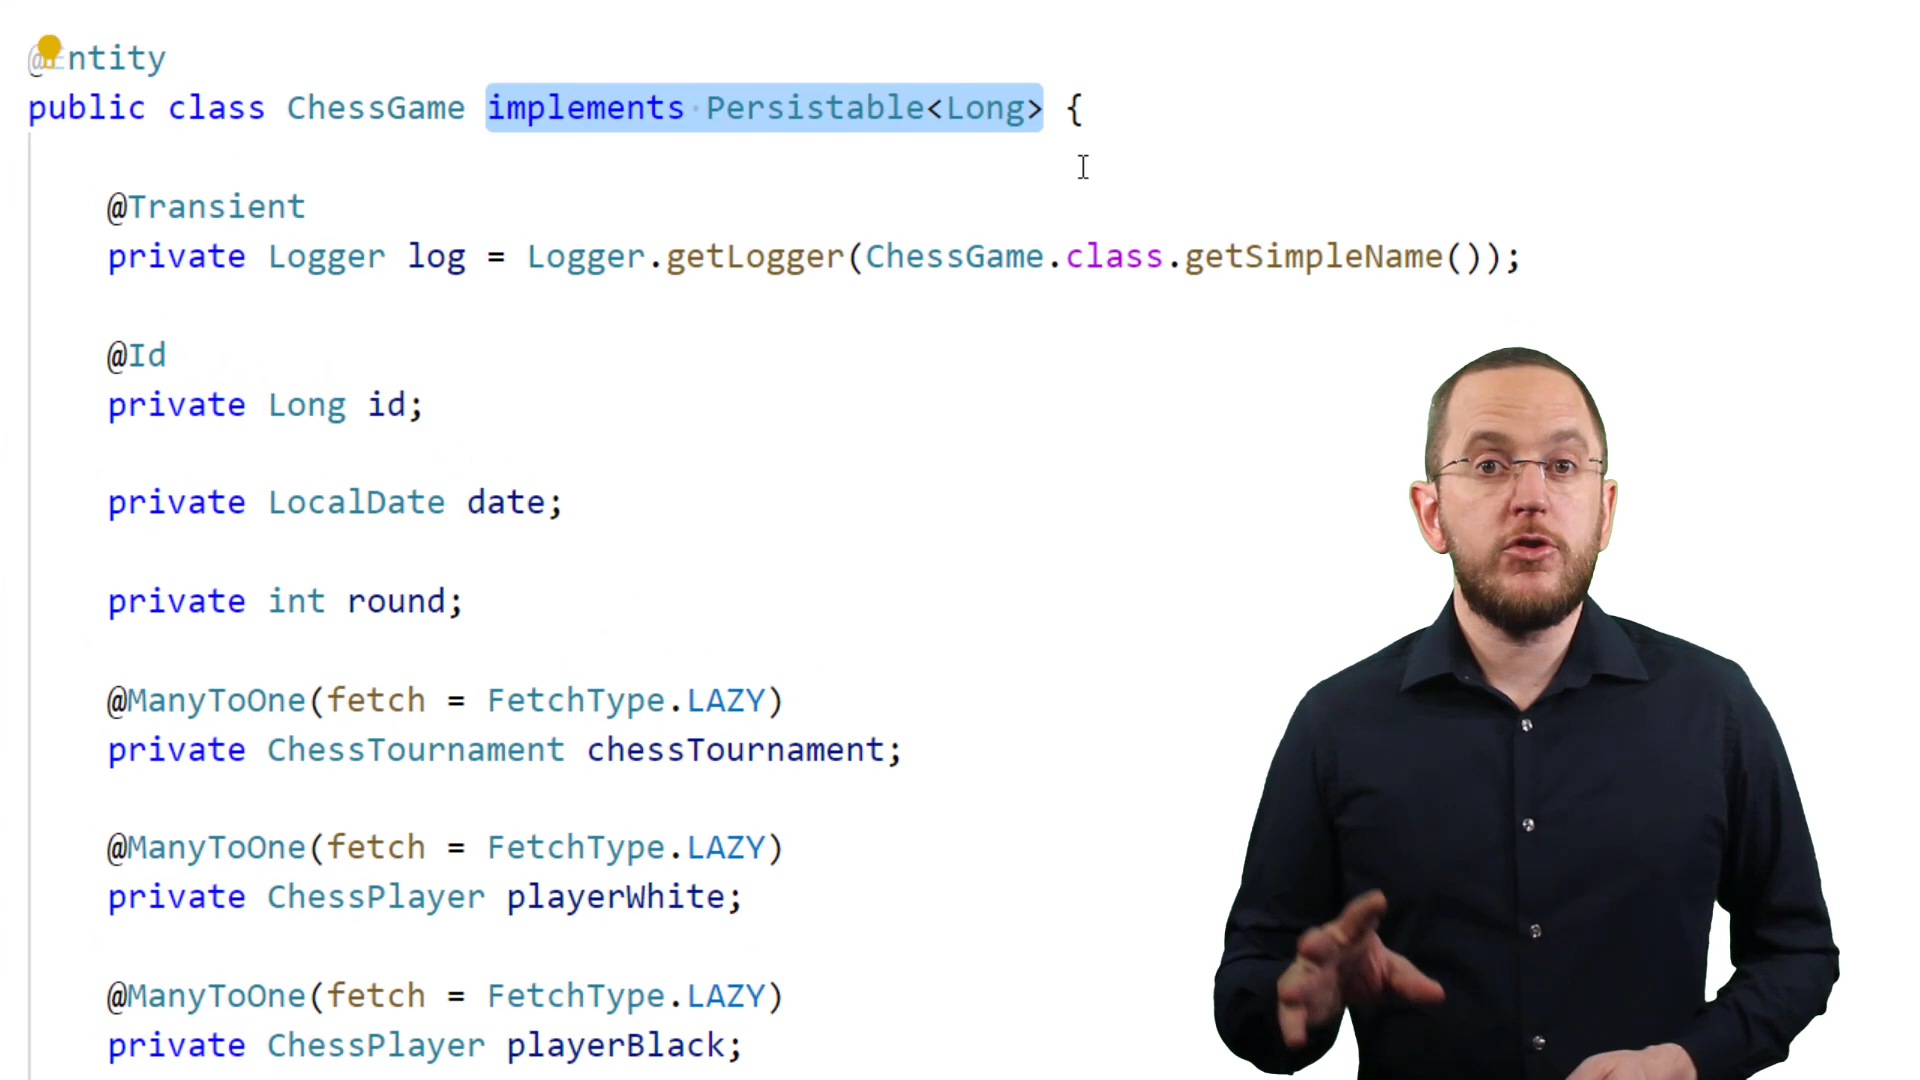 @Entity
public class ChessGame implements Persistable<Long> {
@Transient
private Logger log = Logger.getLogger(ChessGame.class.getSimpleName());
@Id
private Long id;
private LocalDate date;
private int round;
@ManyToOne(fetch = FetchType.LAZY)
private ChessTournament chessTournament;
@ManyToOne(fetch = FetchType.LAZY)
private ChessPlayer playerWhite;
@ManyToOne(fetch = FetchType.LAZY)
private ChessPlayer playerBlack;